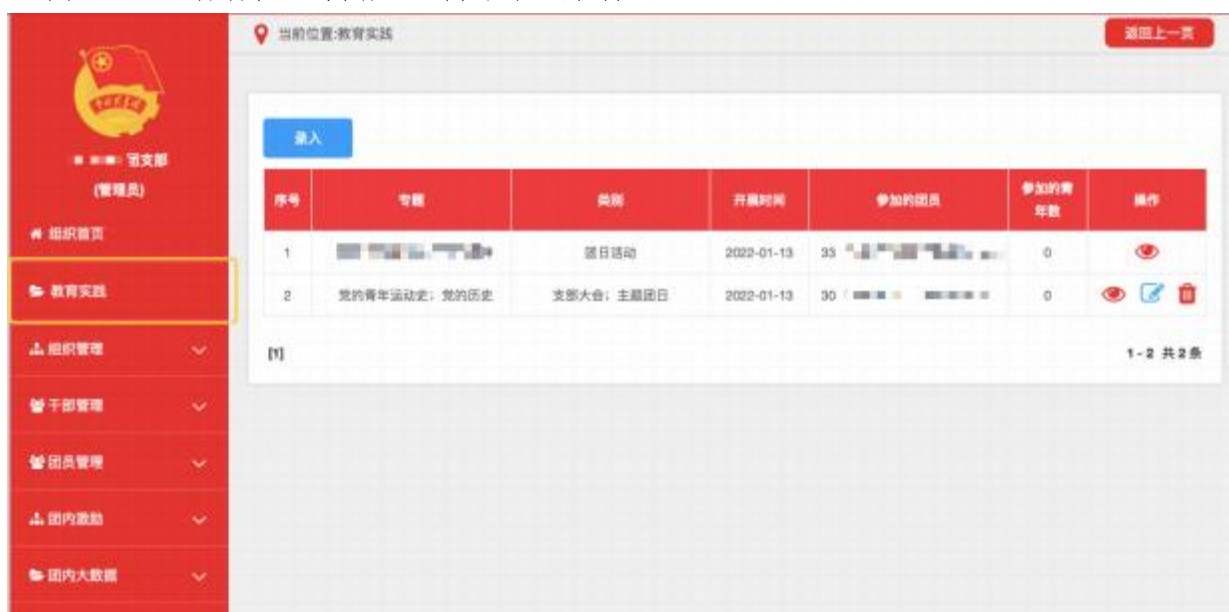 当前位置:教育实践
返回上一页
团支部
(管理员)
组织首页
教育实践
组织管理
干部管理
团员管理
团内激励
团内大数据
录入
序号 专题 类别 开展时间 参加的团员 参加的青年数 操作
1 团日活动 2022-01-13 33 0
2 党的青年运动史；党的历史 支部大会；主题团日 2022-01-13 30 0
[1] 1-2 共2条